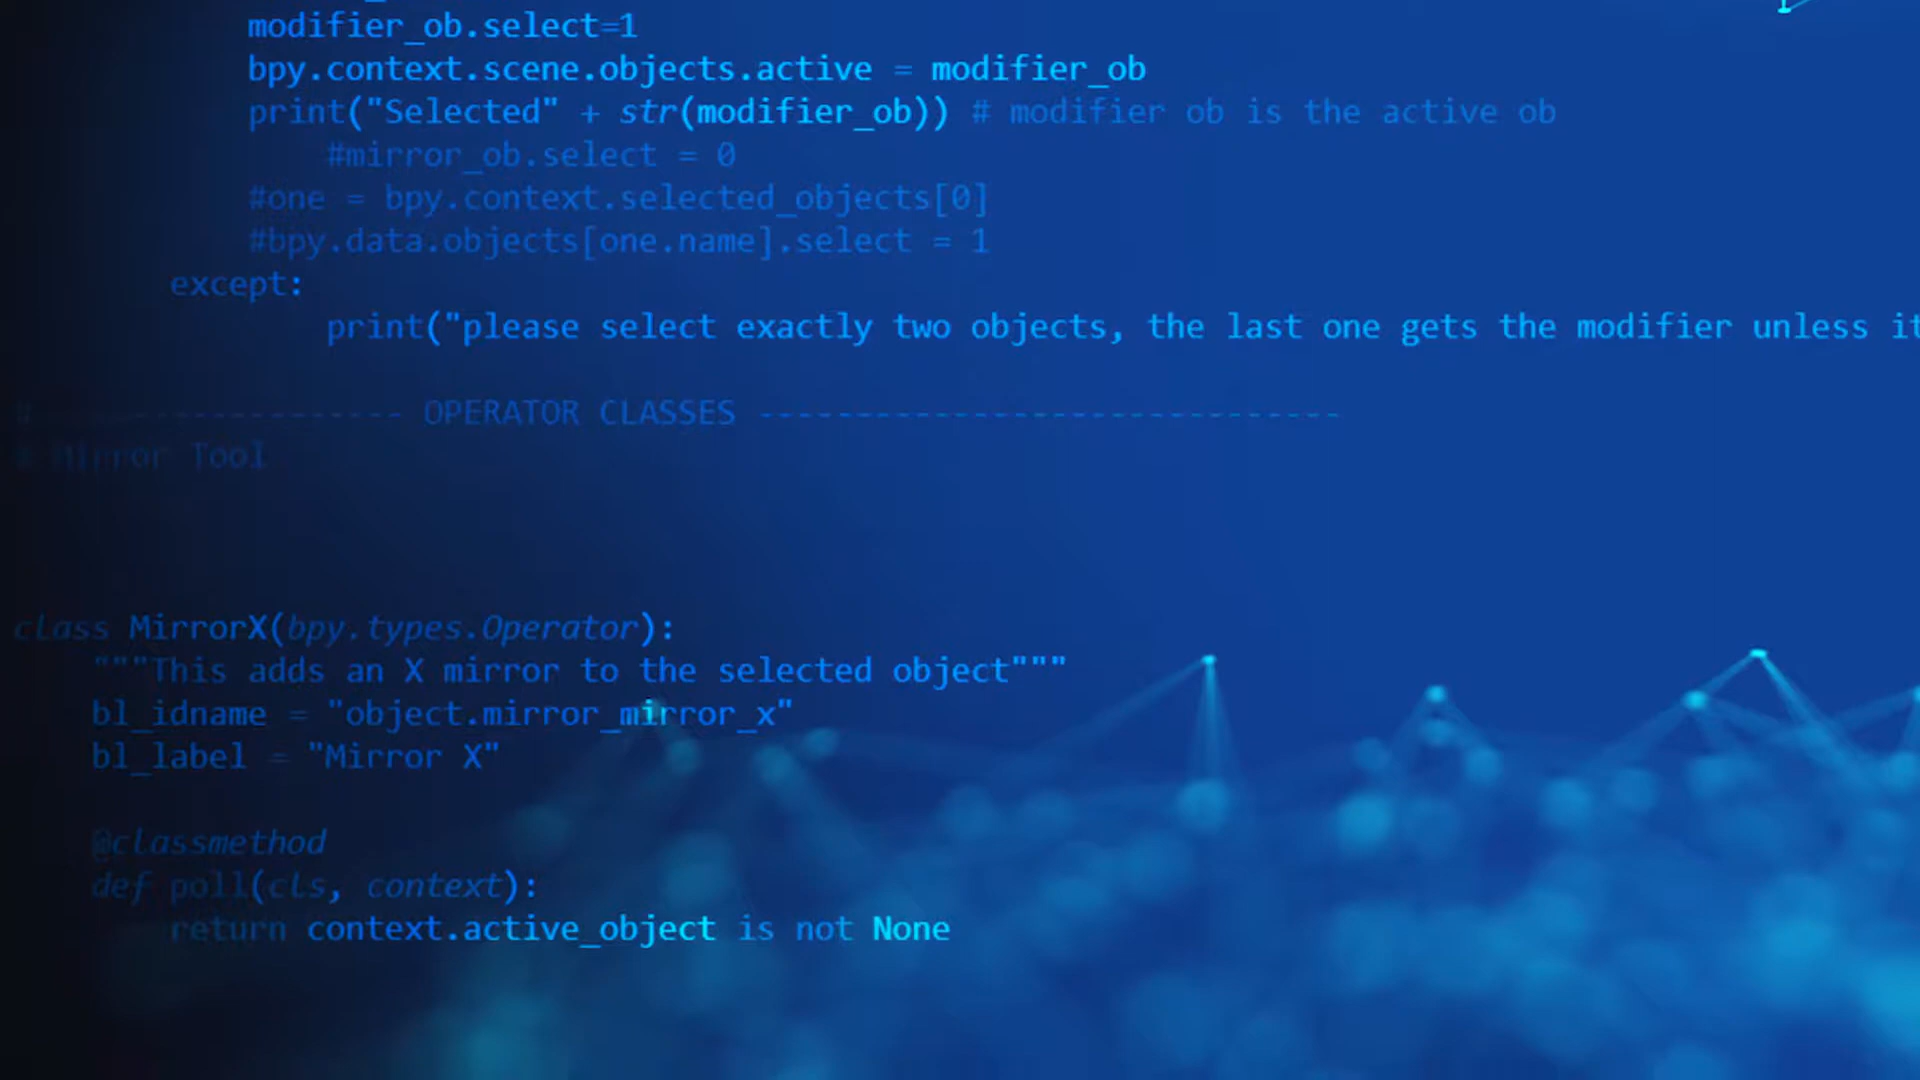 modifier_ob.select=1
bpy.context.scene.objects.active = modifier_ob
print("Selected" + str(modifier_ob)) # modifier ob is the active ob
#mirror_ob.select = 0
#one = bpy.context.selected_objects[0]
#bpy.data.objects[one.name].select = 1
except:
print("please select exactly two objects, the last one gets the modifier unless it
# ------------------ OPERATOR CLASSES ------------------------------
# Mirror Tool
class MirrorX(bpy.types.Operator):
"""This adds an X mirror to the selected object"""
bl_idname = "object.mirror_mirror_x"
bl_label = "Mirror X"
@classmethod
def poll(cls, context):
return context.active_object is not None